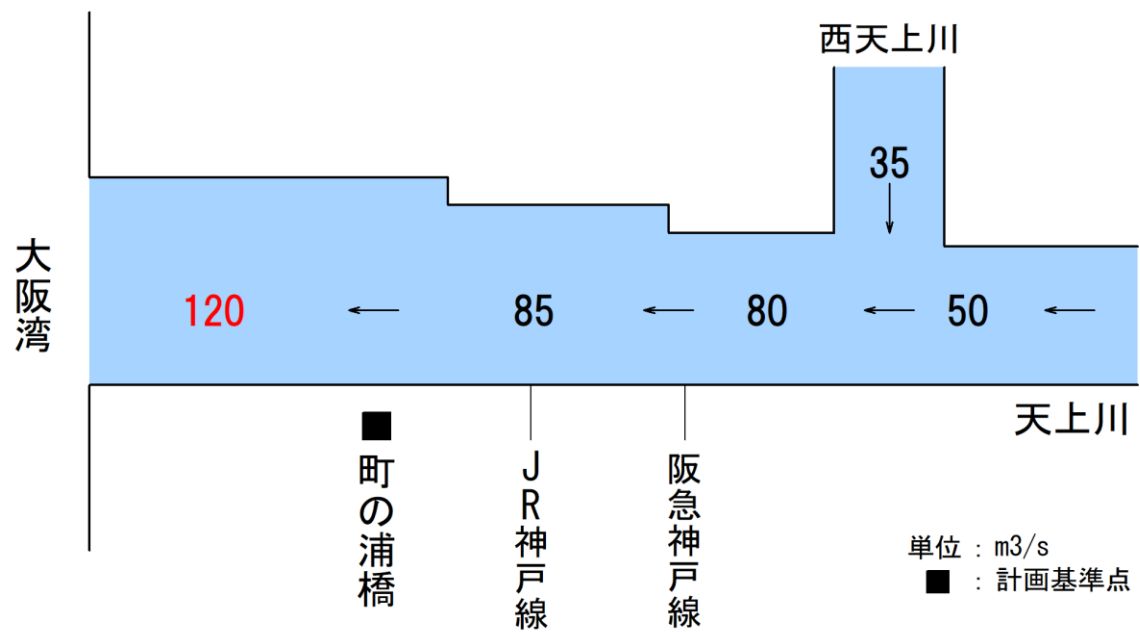 西天上川
35
大阪湾
120
85
80
50
天上川
町の浦橋
JR神戸線
阪急神戸線
単位：m3/s
■：計画基準点